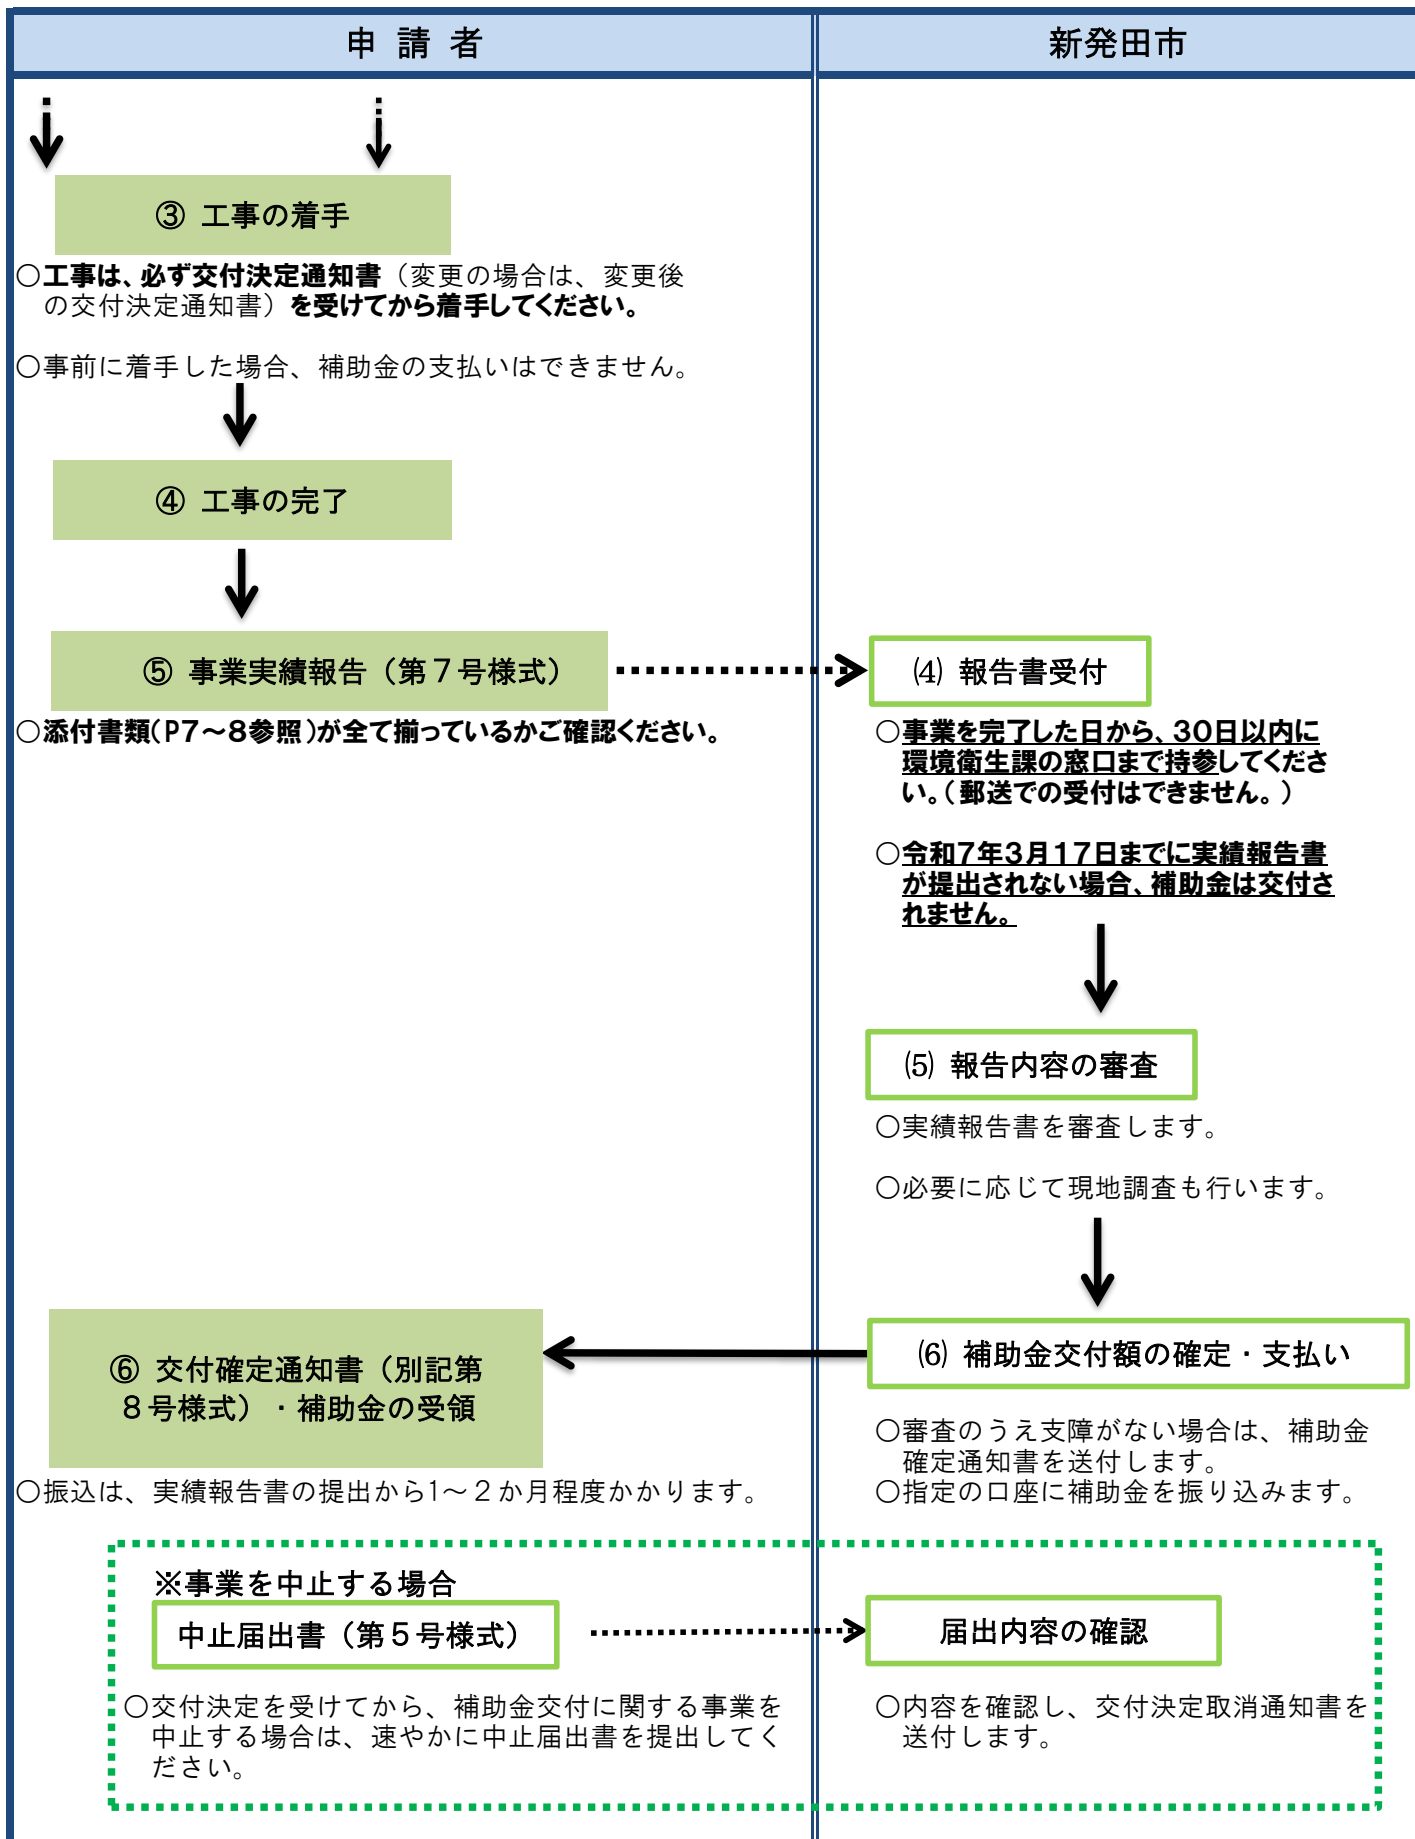 申 請 者
新発田市
③ 工事の着手
○工事は、必ず交付決定通知書（変更の場合は、変更後
の交付決定通知書）を受けてから着手してください。
○事前に着手した場合、補助金の支払いはできません。
④ 工事の完了
⑤ 事業実績報告（第７号様式）
○添付書類(P７～８参照)が全て揃っているかご確認ください。
⑷ 報告書受付
○事業を完了した日から、３０日以内に
環境衛生課の窓口まで持参してくださ
い。(郵送での受付はできません。)
○令和７年３月１７日までに実績報告書
が提出されない場合、補助金は交付さ
れません。
⑸ 報告内容の審査
○実績報告書を審査します。
○必要に応じて現地調査も行います。
⑹ 補助金交付額の確定・支払い
○審査のうえ支障がない場合は、補助金
確定通知書を送付します。
○指定の口座に補助金を振り込みます。
⑥ 交付確定通知書（別記第
８号様式）・補助金の受領
○振込は、実績報告書の提出から1～２か月程度かかります。
※事業を中止する場合
中止届出書（第５号様式）
○交付決定を受けてから、補助金交付に関する事業を
中止する場合は、速やかに中止届出書を提出してく
ださい。
届出内容の確認
○内容を確認し、交付決定取消通知書を
送付します。